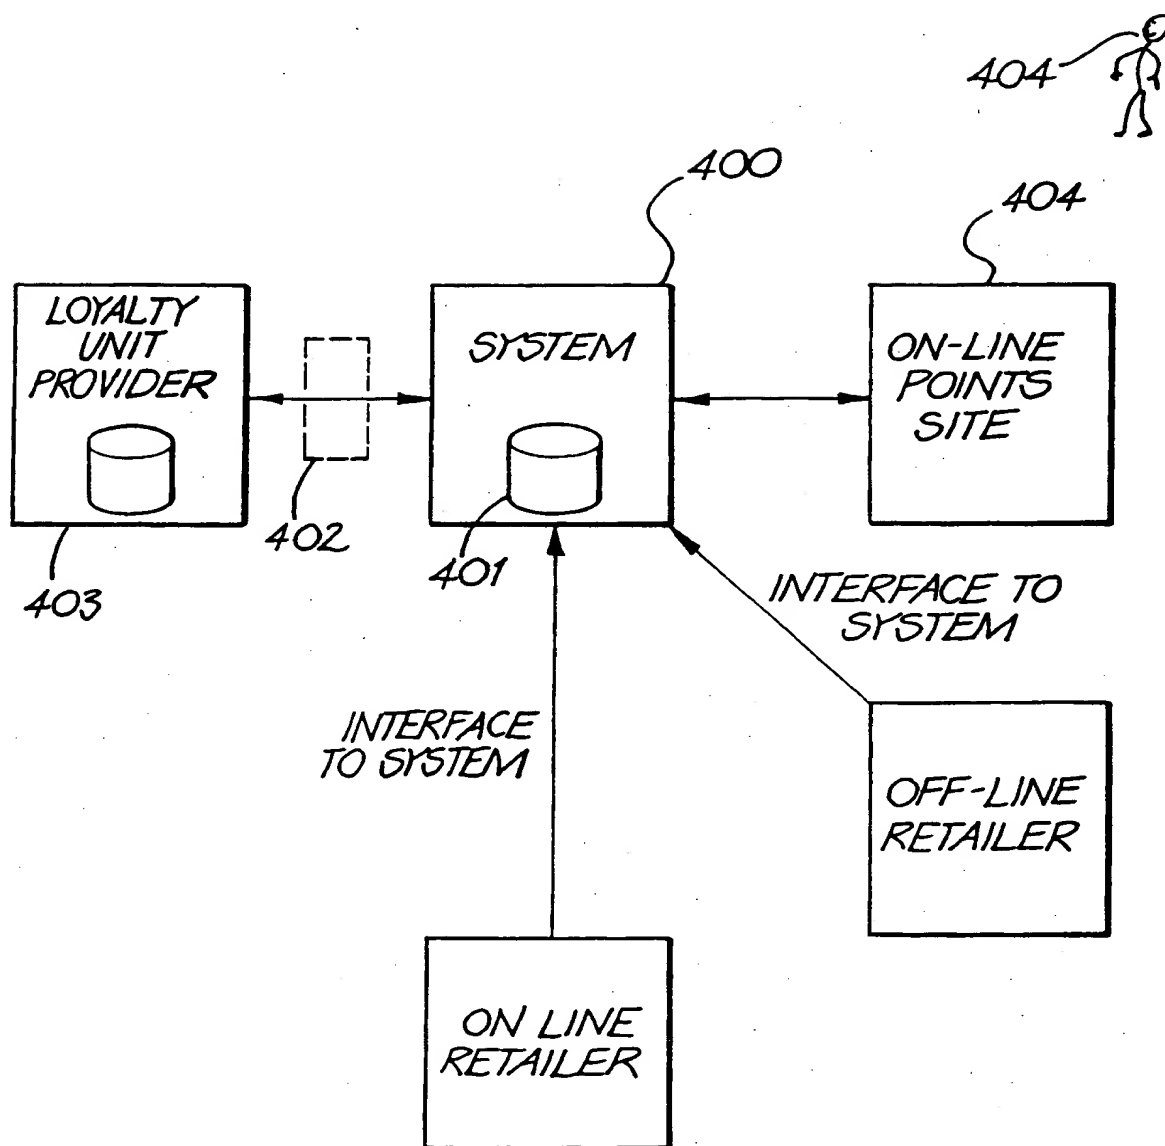 404
400
404
LOYALTY
UNIT
PROVIDER
SYSTEM
ON-LINE
POINTS
SITE
402
401
403
INTERFACE TO
SYSTEM
INTERFACE
TO SYSTEM
OFF-LINE
RETAILER
ON LINE
RETAILER